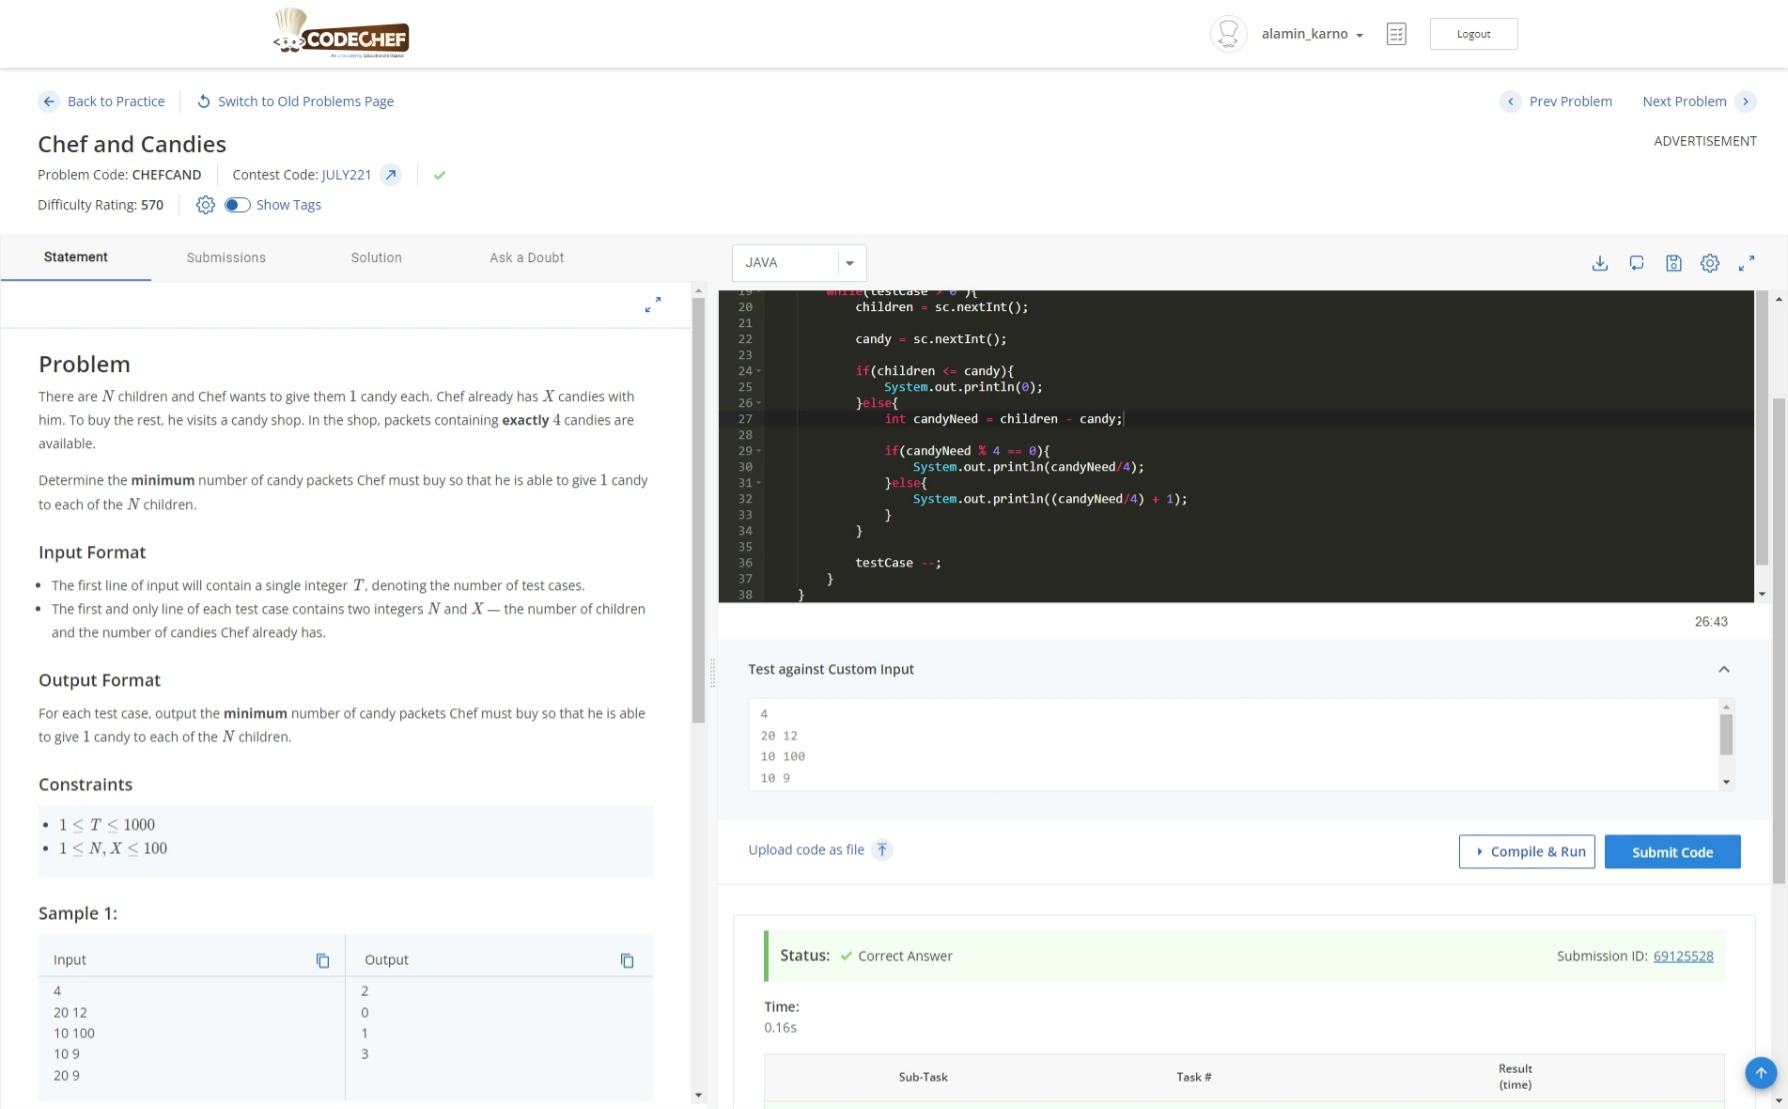 CODECHEF
alamin_karno
Logout
Back to Practice
Switch to Old Problems Page
Prev Problem
Next Problem
Chef and Candies
ADVERTISEMENT
Problem Code: CHEFCAND
Contest Code: JULY221
Difficulty Rating: 570
Show Tags
Statement
Submissions
Solution
Ask a Doubt
Problem
There are N children and Chef wants to give them 1 candy each. Chef already has X candies with
him. To buy the rest, he visits a candy shop. In the shop, packets containing exactly 4 candies are
available.
Determine the minimum number of candy packets Chef must buy so that he is able to give 1 candy
to each of the N children.
Input Format
• The first line of input will contain a single integer T, denoting the number of test cases.
• The first and only line of each test case contains two integers N and X — the number of children
and the number of candies Chef already has.
Output Format
For each test case, output the minimum number of candy packets Chef must buy so that he is able
to give 1 candy to each of the N children.
Constraints
• 1 ≤ T ≤ 1000
• 1 ≤ N, X ≤ 100
Sample 1:
Input
4
20 12
10 100
10 9
20 9
Output
2
0
1
3
JAVA
19 while(testCase > 0 ){
20 children = sc.nextInt();
21
22 candy = sc.nextInt();
23
24 if(children <= candy){
25 System.out.println(0);
26 }else{
27 int candyNeed = children - candy;
28
29 if(candyNeed % 4 == 0){
30 System.out.println(candyNeed/4);
31 }else{
32 System.out.println((candyNeed/4) + 1);
33 }
34 }
35
36 testCase --;
37 }
38 }
26:43
Test against Custom Input
4
20 12
10 100
10 9
Upload code as file
Compile & Run
Submit Code
Status: Correct Answer
Submission ID: 69125528
Time:
0.16s
Sub-Task
Task #
Result
(time)